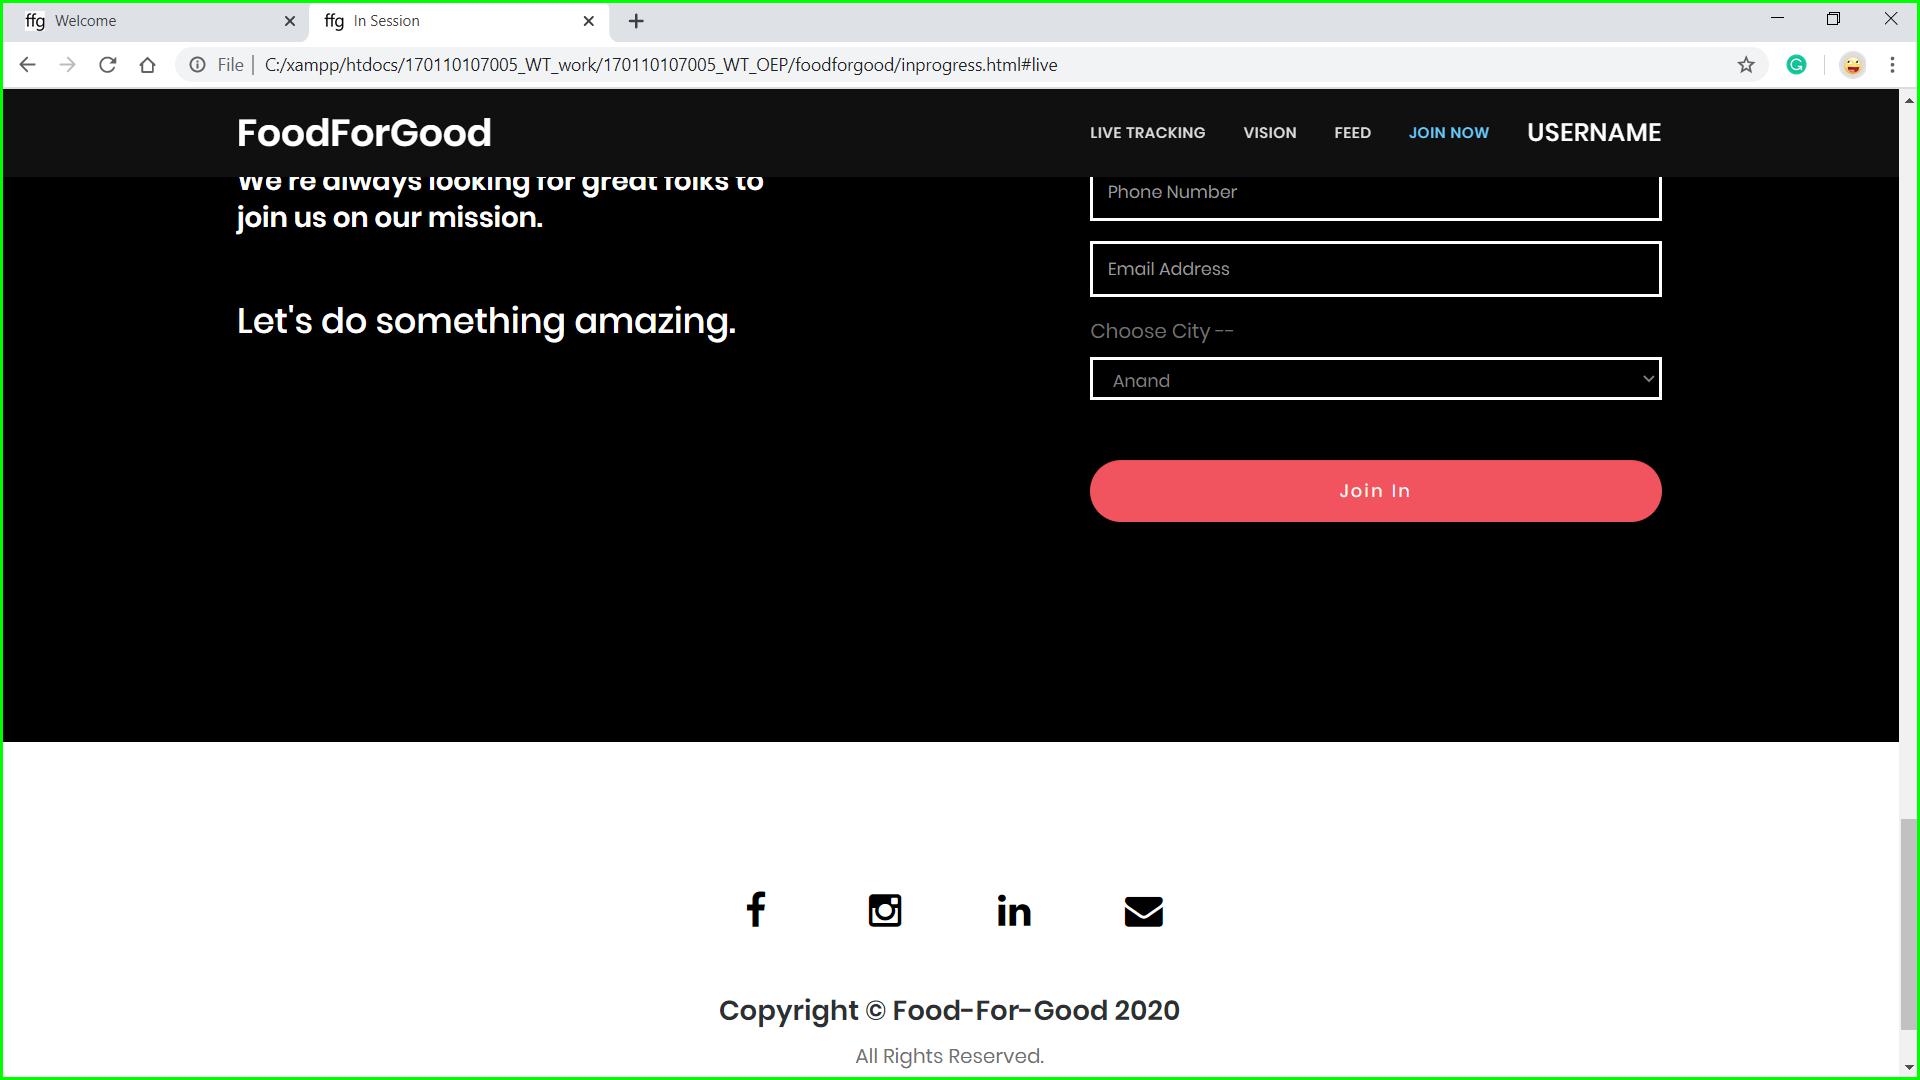 ffg Welcome
ffg In Session
File | C:/xampp/htdocs/170110107005_WT_work/170110107005_WT_OEP/foodforgood/inprogress.html#live
FoodForGood
LIVE TRACKING
VISION
FEED
JOIN NOW
USERNAME
We're always looking for great folks to
join us on our mission.
Let's do something amazing.
Phone Number
Email Address
Choose City --
Anand
Join In
Copyright © Food-For-Good 2020
All Rights Reserved.